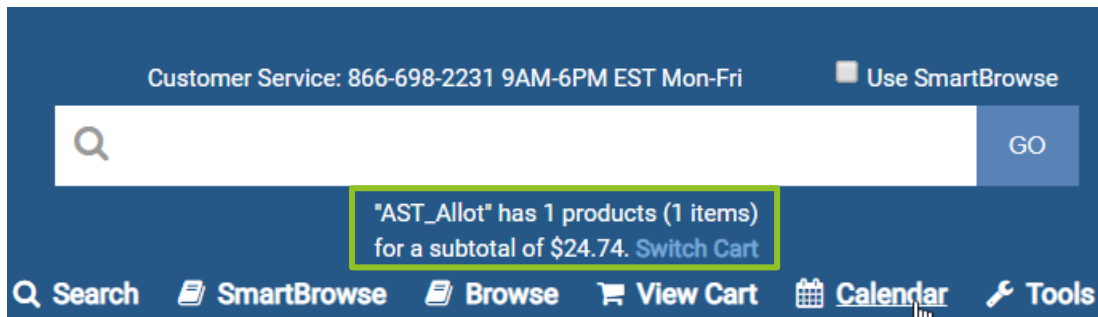 Customer Service: 866-698-2231 9AM-6PM EST Mon-Fri Use SmartBrowse
GO
"AST_Allot" has 1 products (1 items)
for a subtotal of $24.74. Switch Cart
Search SmartBrowse Browse View Cart Calendar Tools